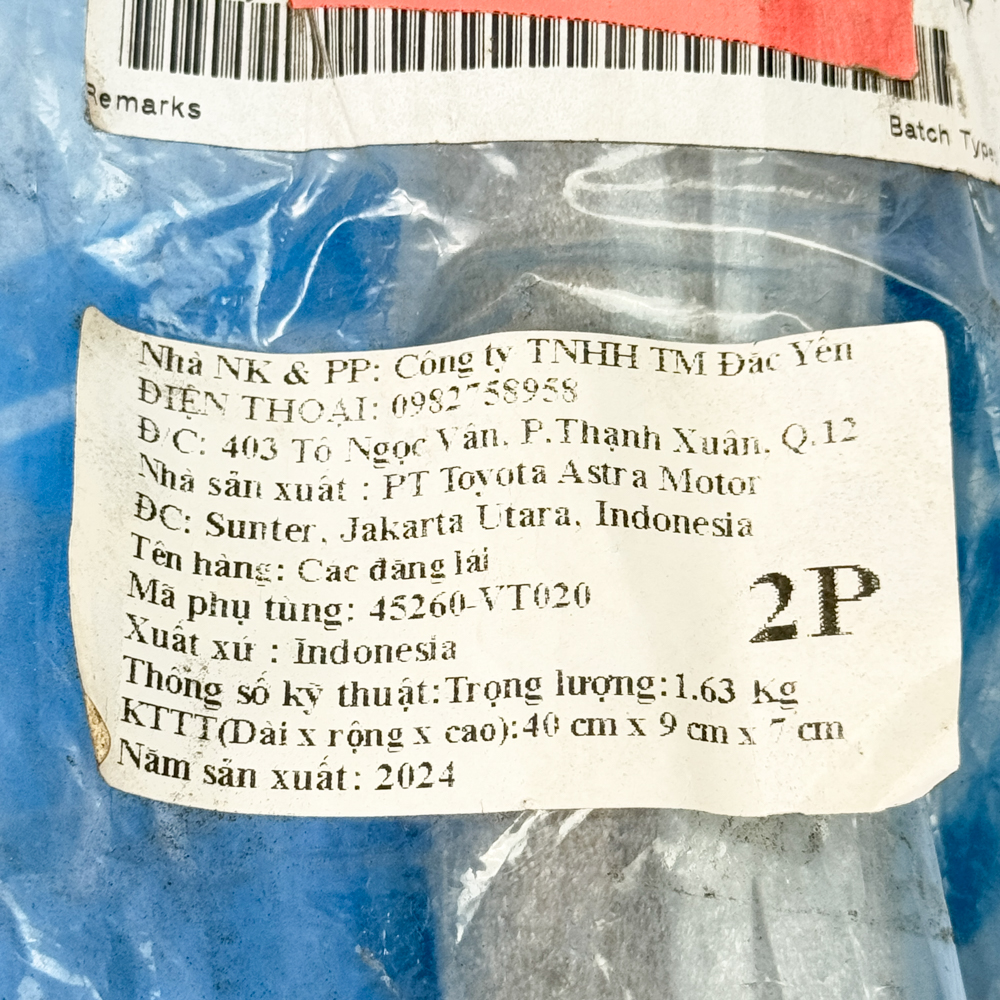 Remarks
Batch Type
Nhà NK & PP: Công ty TNHH TM Đắc Yến
ĐIỆN THOẠI: 0982758958
Đ/C: 403 Tô Ngọc Vân, P.Thạnh Xuân, Q.12
Nhà sản xuất : PT Toyota Astra Motor
ĐC: Sunter, Jakarta Utara, Indonesia
Tên hàng: Các đăng lái
Mã phụ tùng: 45260-VT020
2P
Xuất xứ : Indonesia
Thông số kỹ thuật:Trọng lượng:1.63 Kg
KTTT(Dài x rộng x cao):40 cm x 9 cm x 7 cm
Năm sản xuất: 2024